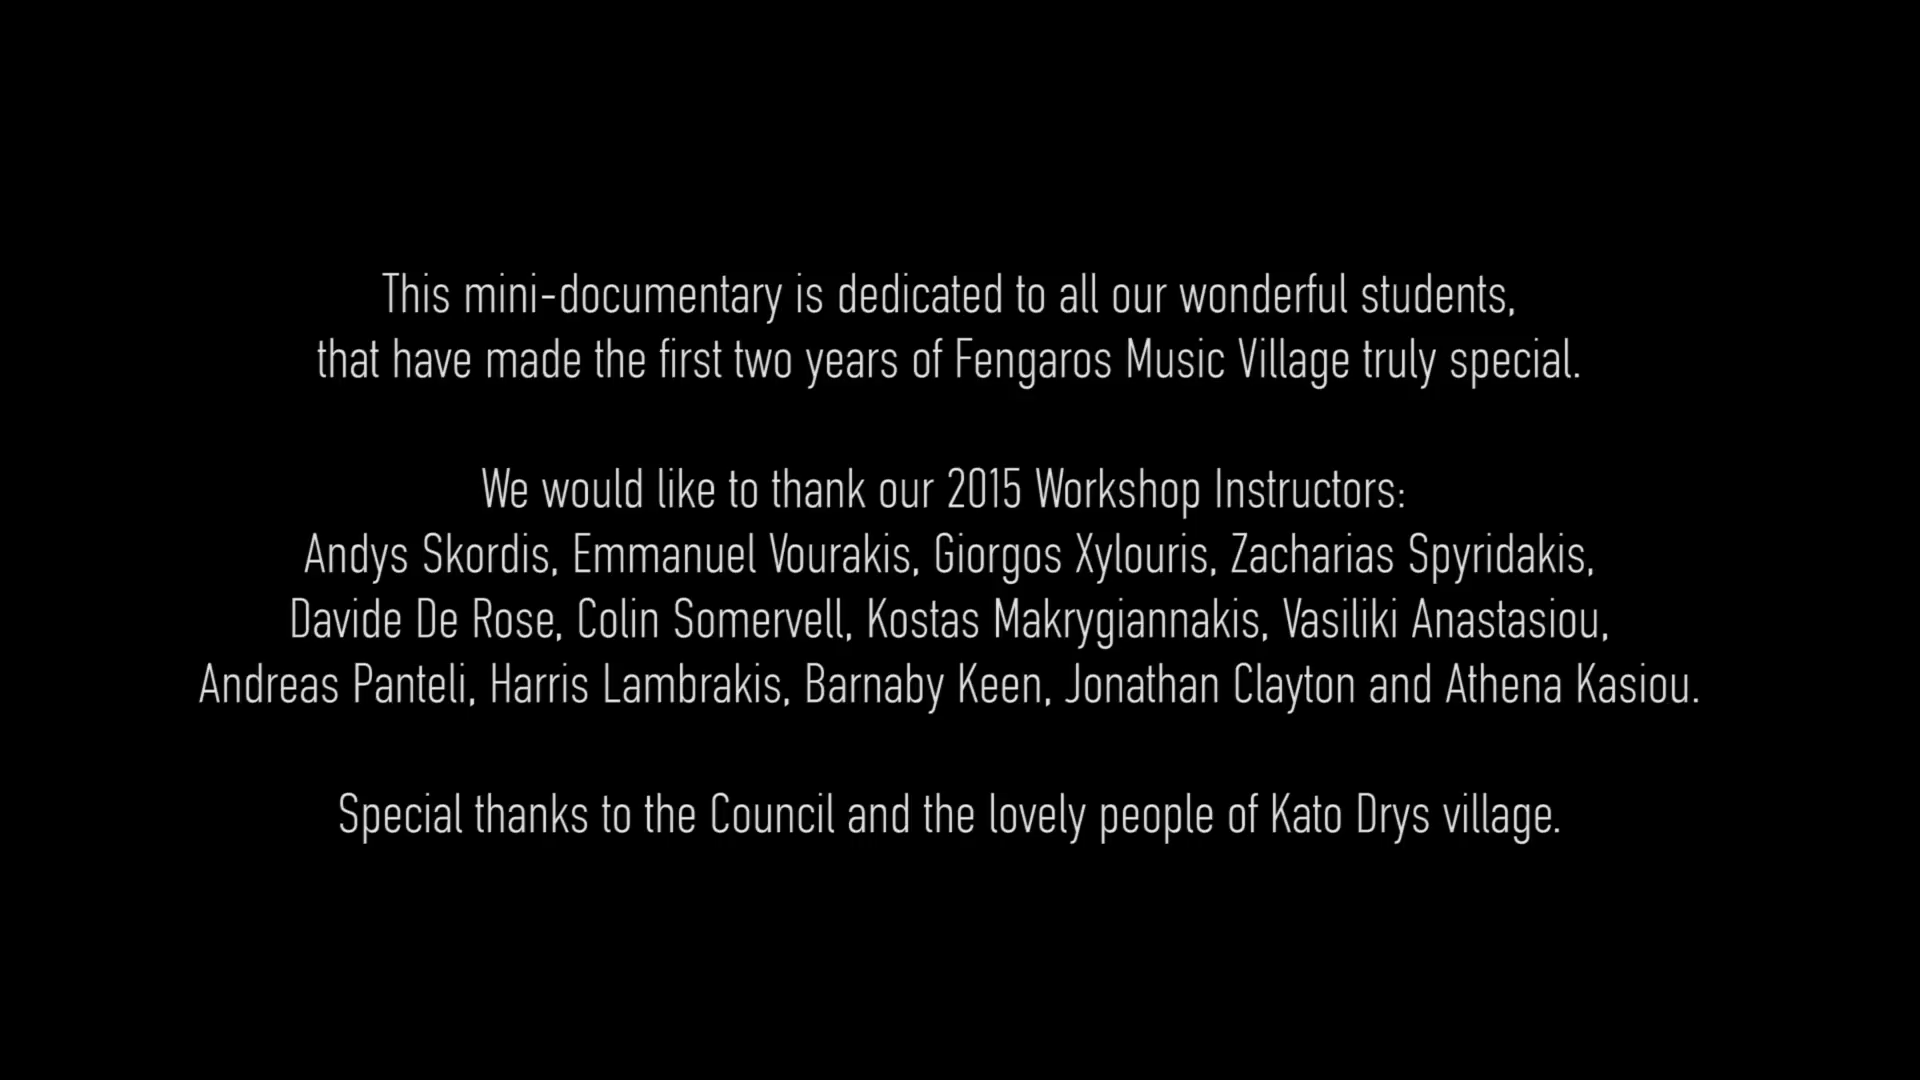 This mini-documentary is dedicated to all our wonderful students,
that have made the first two years of Fengaros Music Village truly special.
We would like to thank our 2015 Workshop Instructors:
Andys Skordis, Emmanuel Vourakis, Giorgos Xylouris, Zacharias Spyridakis,
Davide De Rose, Colin Somervell, Kostas Makrygiannakis, Vasiliki Anastasiou,
Andreas Panteli, Harris Lambrakis, Barnaby Keen, Jonathan Clayton and Athena Kasiou.
Special thanks to the Council and the lovely people of Kato Drys village.